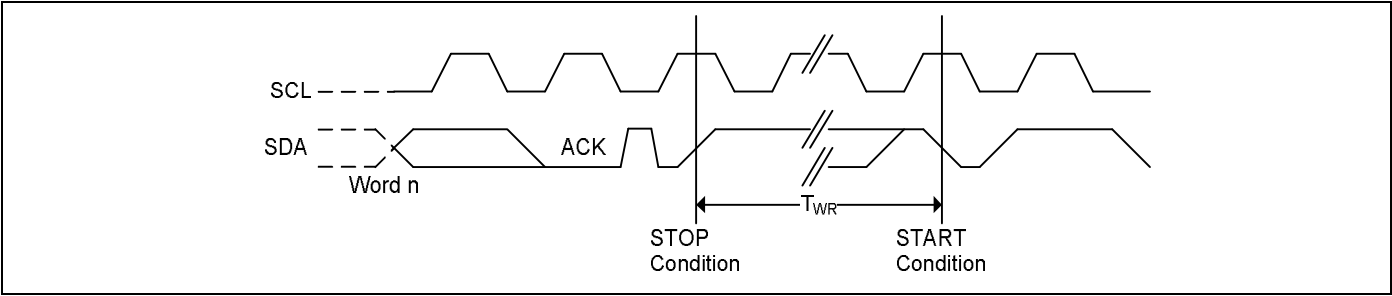 SCL
SDA
ACK
Word n
TWR
STOP
Condition
START
Condition